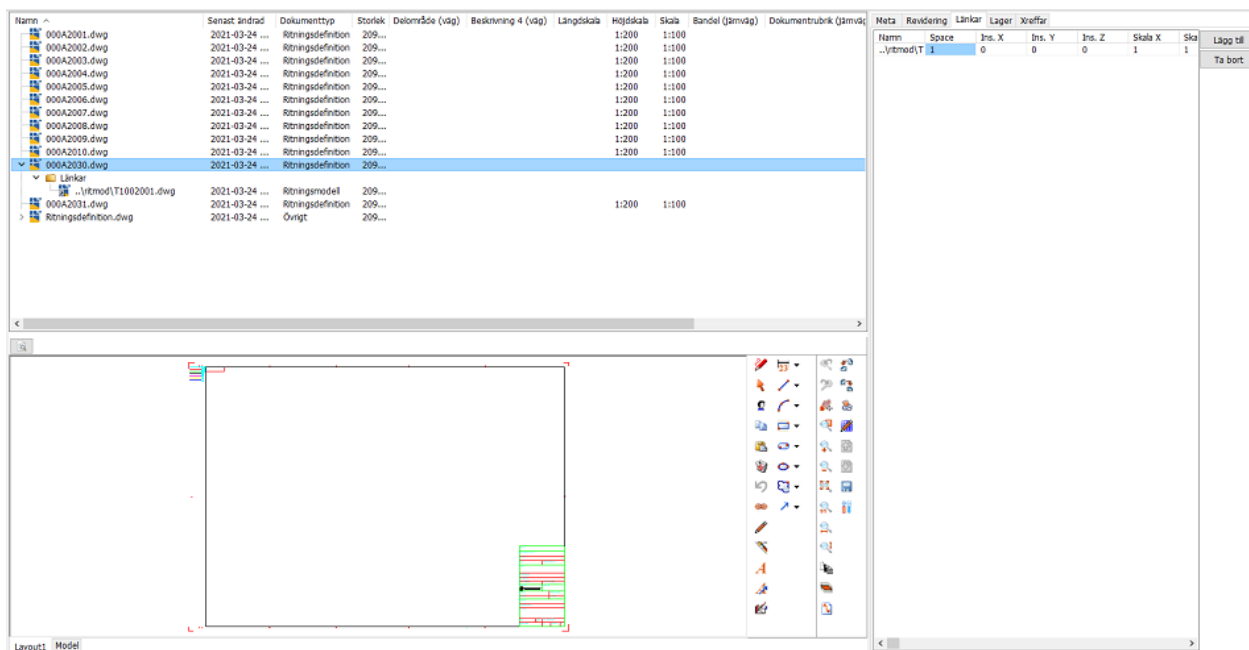 Namn Senast ändrad Dokumenttyp Storlek Delområde (väg) Beskrivning 4 (väg) Längdskala Höjdskala Skala Bandel (järnväg) Dokumentrubrik (järnväg
000A2001.dwg 2021-03-24 ... Ritningsdefinition 209... 1:200 1:100
000A2002.dwg 2021-03-24 ... Ritningsdefinition 209... 1:200 1:100
000A2003.dwg 2021-03-24 ... Ritningsdefinition 209... 1:200 1:100
000A2004.dwg 2021-03-24 ... Ritningsdefinition 209... 1:200 1:100
000A2005.dwg 2021-03-24 ... Ritningsdefinition 209... 1:200 1:100
000A2006.dwg 2021-03-24 ... Ritningsdefinition 209... 1:200 1:100
000A2007.dwg 2021-03-24 ... Ritningsdefinition 209... 1:200 1:100
000A2008.dwg 2021-03-24 ... Ritningsdefinition 209... 1:200 1:100
000A2009.dwg 2021-03-24 ... Ritningsdefinition 209... 1:200 1:100
000A2010.dwg 2021-03-24 ... Ritningsdefinition 209... 1:200 1:100
000A2030.dwg 2021-03-24 ... Ritningsdefinition 209...
Länkar
..\ritmod\T1002001.dwg 2021-03-24 ... Ritningsmodell 209...
000A2031.dwg 2021-03-24 ... Ritningsdefinition 209... 1:200 1:100
Ritningsdefinition.dwg 2021-03-24 ... Övrigt 209...
Meta Revidering Länkar Lager Xreffar
Namn Space Ins. X Ins. Y Ins. Z Skala X Ska
..\ritmod\T 1 0 0 0 1 1
Lägg till
Ta bort
Layout1 Model